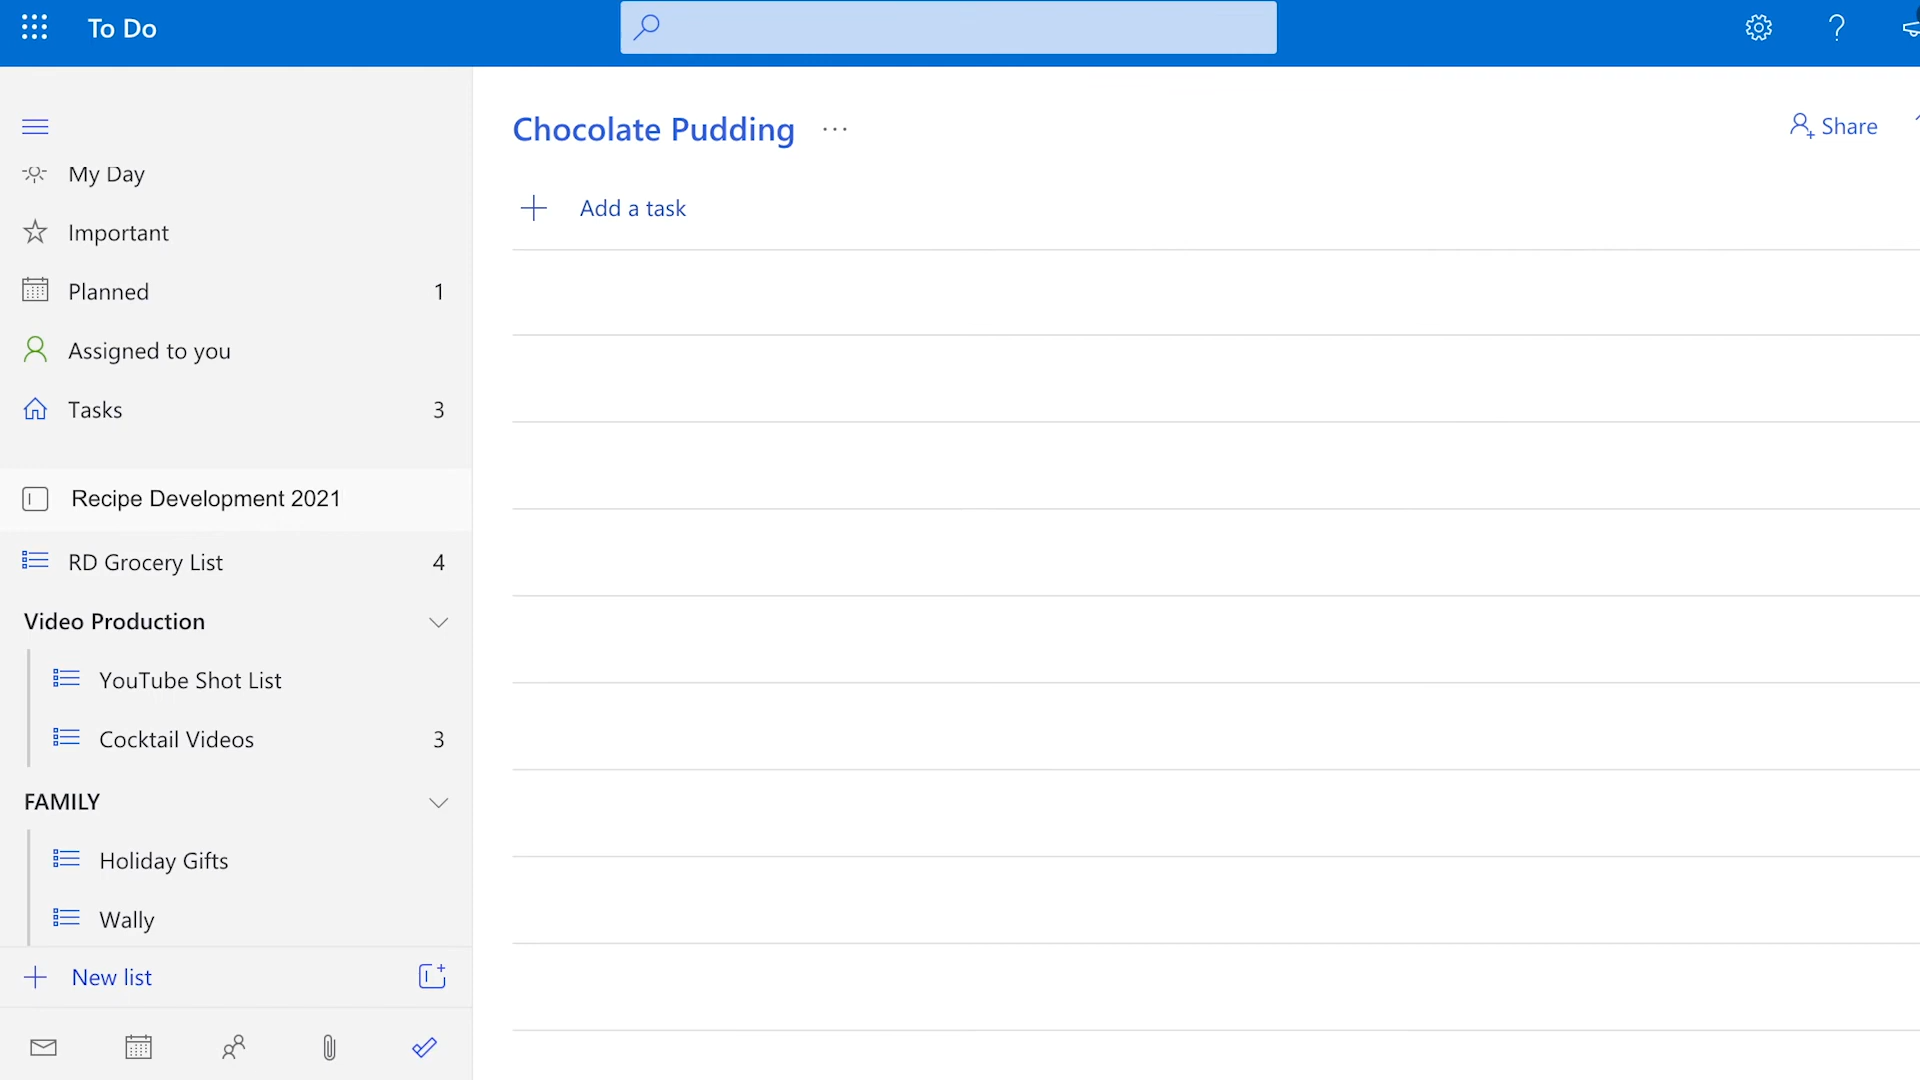 To Do
Chocolate Pudding ...
Share
Add a task
My Day
Important
Planned 1
Assigned to you
Tasks 3
Recipe Development 2021
RD Grocery List 4
Video Production
YouTube Shot List
Cocktail Videos 3
FAMILY
Holiday Gifts
Wally
New list